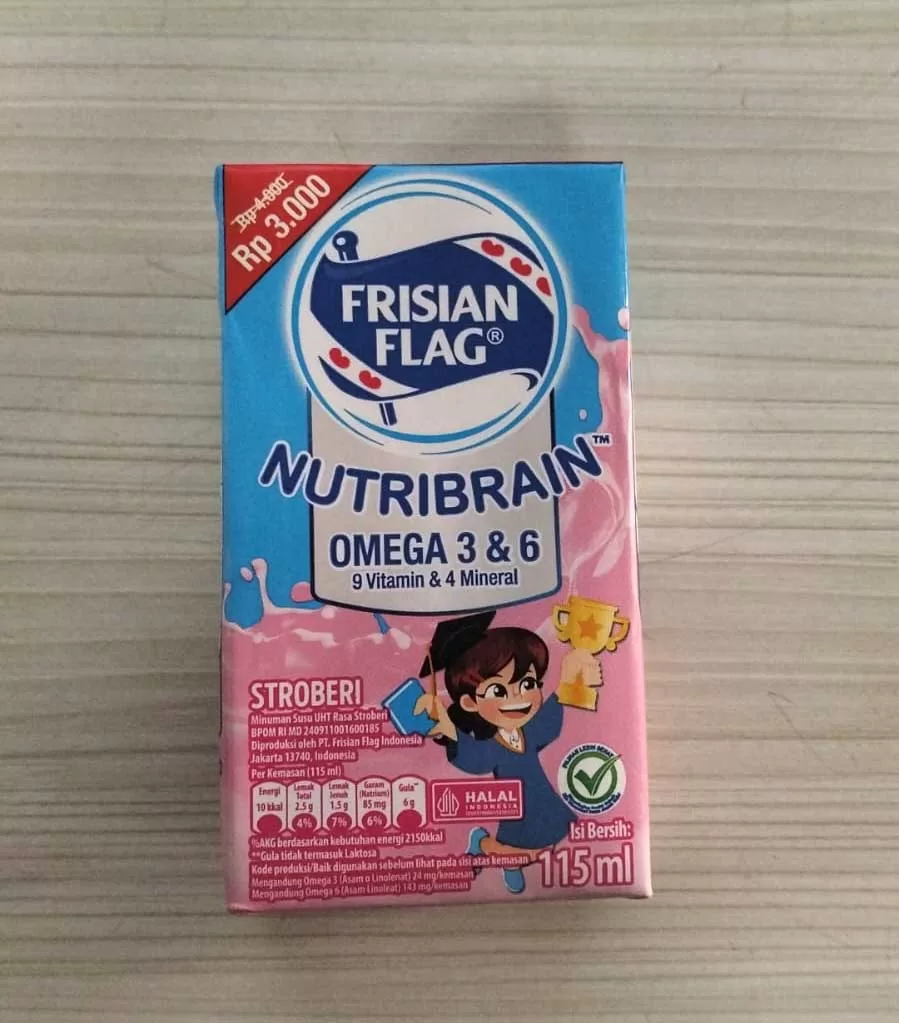 Rp 4.000
Rp 3.000
FRISIAN
FLAG®
NUTRIBRAIN™
OMEGA 3 & 6
9 Vitamin & 4 Mineral
STROBERI
Minuman Susu UHT Rasa Stroberi
BPOM RI MD 240911001600185
Diproduksi oleh PT. Frisian Flag Indonesia
Jakarta 13740, Indonesia
Per Kemasan (115 ml)
Energi
10 kkal
Lemak
Total
2.5 g
4%
Lemak
Jenuh
1.5 g
7%
Garam
(Natrium)
85 mg
6%
Gula**
6 g
HALAL
INDONESIA
PILIHAN LEBIH SEHAT
Isi Bersih:
115 ml
%AKG berdasarkan kebutuhan energi 2150kkal
**Gula tidak termasuk Laktosa
Kode produksi/Baik digunakan sebelum lihat pada sisi atas kemasan
Mengandung Omega 3 (Asam α Linolenat) 24 mg/kemasan
Mengandung Omega 6 (Asam Linoleat) 143 mg/kemasan